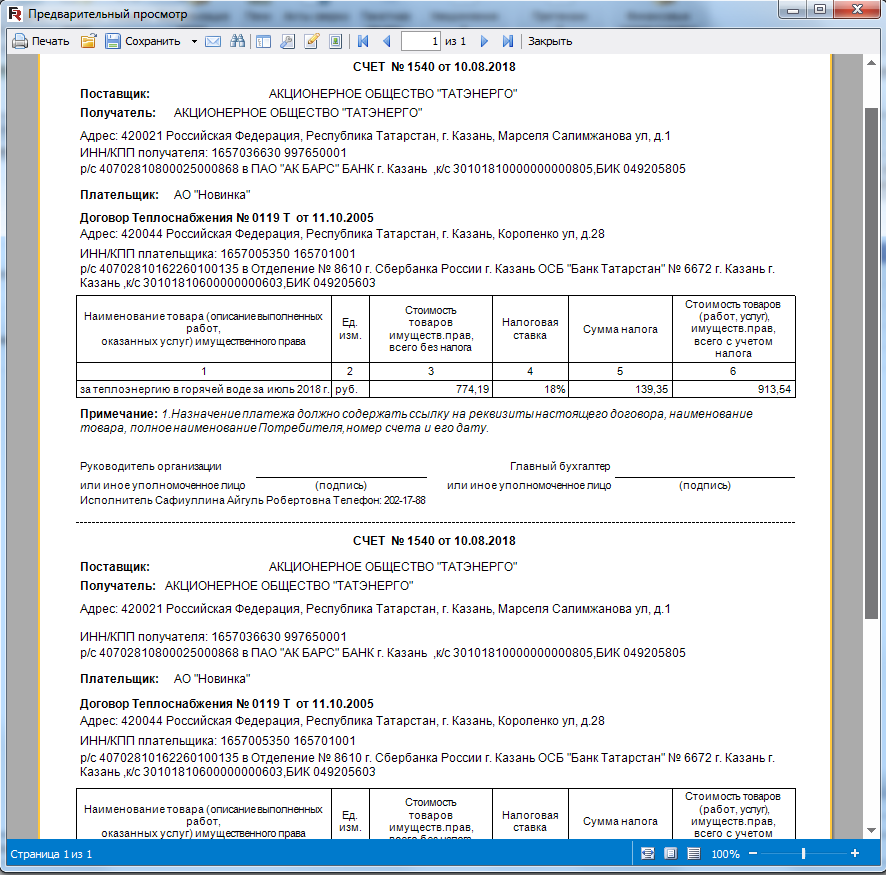 Предварительный просмотр
Печать Сохранить 1 из 1 Закрыть
СЧЕТ № 1540 от 10.08.2018
Поставщик: АКЦИОНЕРНОЕ ОБЩЕСТВО "ТАТЭНЕРГО"
Получатель: АКЦИОНЕРНОЕ ОБЩЕСТВО "ТАТЭНЕРГО"
Адрес: 420021 Российская Федерация, Республика Татарстан, г. Казань, Марселя Салимжанова ул, д.1
ИНН/КПП получателя: 1657036630 997650001
р/с 40702810800025000868 в ПАО "АК БАРС" БАНК г. Казань ,к/с 30101810000000000805,БИК 049205805
Плательщик: АО "Новинка"
Договор Теплоснабжения № 0119 Т от 11.10.2005
Адрес: 420044 Российская Федерация, Республика Татарстан, г. Казань, Короленко ул, д.28
ИНН/КПП плательщика: 1657005350 165701001
р/с 40702810162260100135 в Отделение № 8610 г. Сбербанка России г. Казань ОСБ "Банк Татарстан" № 6672 г. Казань г.
Казань ,к/с 30101810600000000603,БИК 049205603
Наименование товара (описание выполненных
работ,
оказанных услуг) имущественного права
Ед.
изм.
Стоимость
товаров
имуществ.прав,
всего без налога
Налоговая
ставка
Сумма налога
Стоимость товаров
(работ, услуг),
имуществ.прав,
всего с учетом
налога
1 2 3 4 5 6
за теплоэнергию в горячей воде за июль 2018 г. руб. 774,19 18% 139,35 913,54
Примечание: 1.Назначение платежа должно содержать ссылку на реквизиты настоящего договора, наименование
товара, полное наименование Потребителя, номер счета и его дату.
Руководитель организации Главный бухгалтер
или иное уполномоченное лицо (подпись) или иное уполномоченное лицо (подпись)
Исполнитель Сафиуллина Айгуль Робертовна Телефон: 202-17-88
СЧЕТ № 1540 от 10.08.2018
Поставщик: АКЦИОНЕРНОЕ ОБЩЕСТВО "ТАТЭНЕРГО"
Получатель: АКЦИОНЕРНОЕ ОБЩЕСТВО "ТАТЭНЕРГО"
Адрес: 420021 Российская Федерация, Республика Татарстан, г. Казань, Марселя Салимжанова ул, д.1
ИНН/КПП получателя: 1657036630 997650001
р/с 40702810800025000868 в ПАО "АК БАРС" БАНК г. Казань ,к/с 30101810000000000805,БИК 049205805
Плательщик: АО "Новинка"
Договор Теплоснабжения № 0119 Т от 11.10.2005
Адрес: 420044 Российская Федерация, Республика Татарстан, г. Казань, Короленко ул, д.28
ИНН/КПП плательщика: 1657005350 165701001
р/с 40702810162260100135 в Отделение № 8610 г. Сбербанка России г. Казань ОСБ "Банк Татарстан" № 6672 г. Казань г.
Казань ,к/с 30101810600000000603,БИК 049205603
Наименование товара (описание выполненных
работ,
оказанных услуг) имущественного права
Ед.
изм.
Стоимость
товаров
имуществ.прав,
всего без налога
Налоговая
ставка
Сумма налога
Стоимость товаров
(работ, услуг),
имуществ.прав,
всего с учетом
Страница 1 из 1 100%